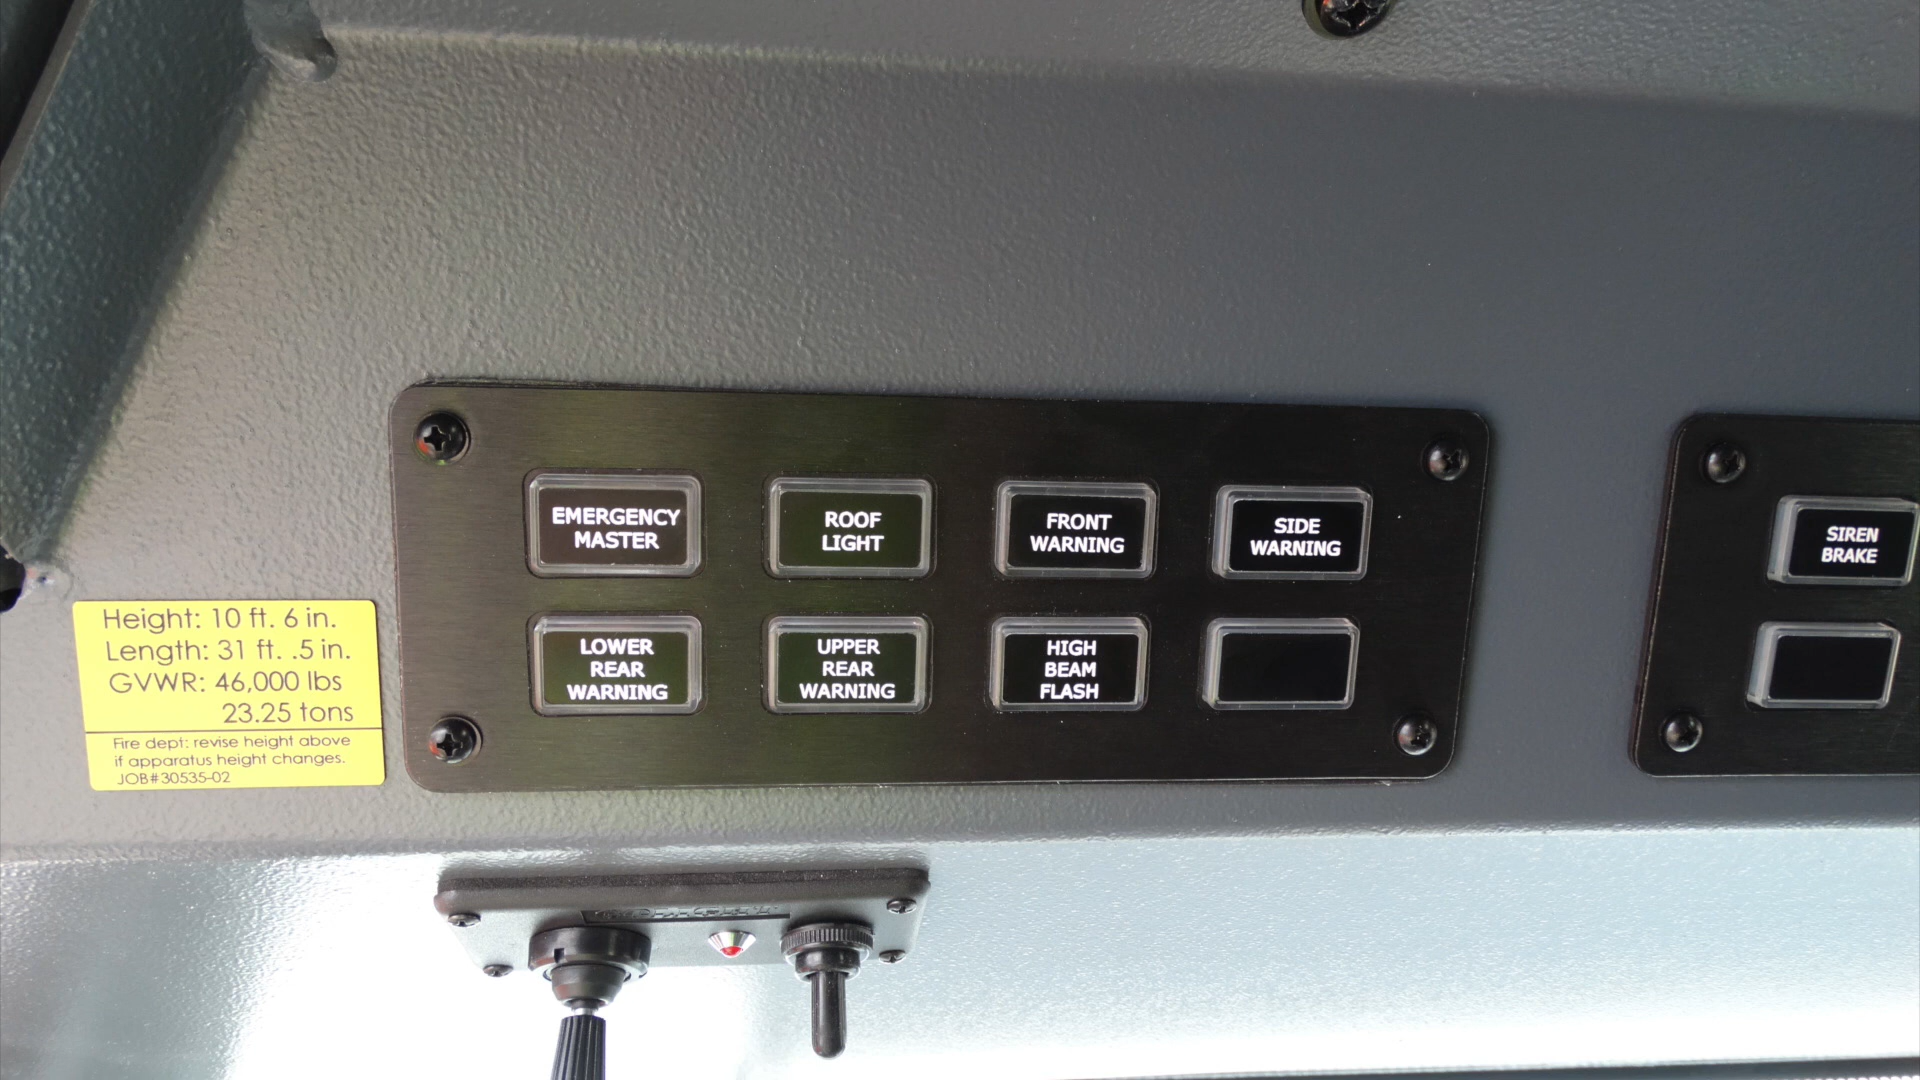 EMERGENCY
MASTER
ROOF
LIGHT
FRONT
WARNING
SIDE
WARNING
LOWER
REAR
WARNING
UPPER
REAR
WARNING
HIGH
BEAM
FLASH
SIREN
BRAKE
Height: 10 ft. 6 in.
Length: 31 ft. .5 in.
GVWR: 46,000 lbs
23.25 tons
Fire dept: revise height above
if apparatus height changes.
JOB#30535-02